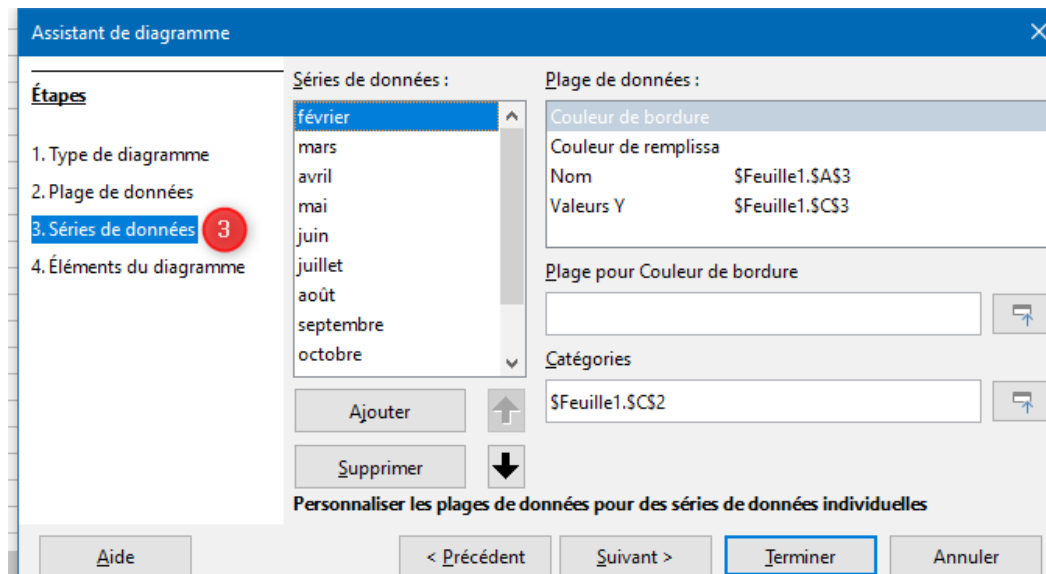 Assistant de diagramme
Étapes
1. Type de diagramme
2. Plage de données
3. Séries de données 3
4. Éléments du diagramme
Séries de données :
février
mars
avril
mai
juin
juillet
août
septembre
octobre
Ajouter
Supprimer
Plage de données :
Couleur de bordure
Couleur de remplissa
Nom $Feuille1.$A$3
Valeurs Y $Feuille1.$C$3
Plage pour Couleur de bordure
Catégories
$Feuille1.$C$2
Personnaliser les plages de données pour des séries de données individuelles
Aide < Précédent Suivant > Terminer Annuler